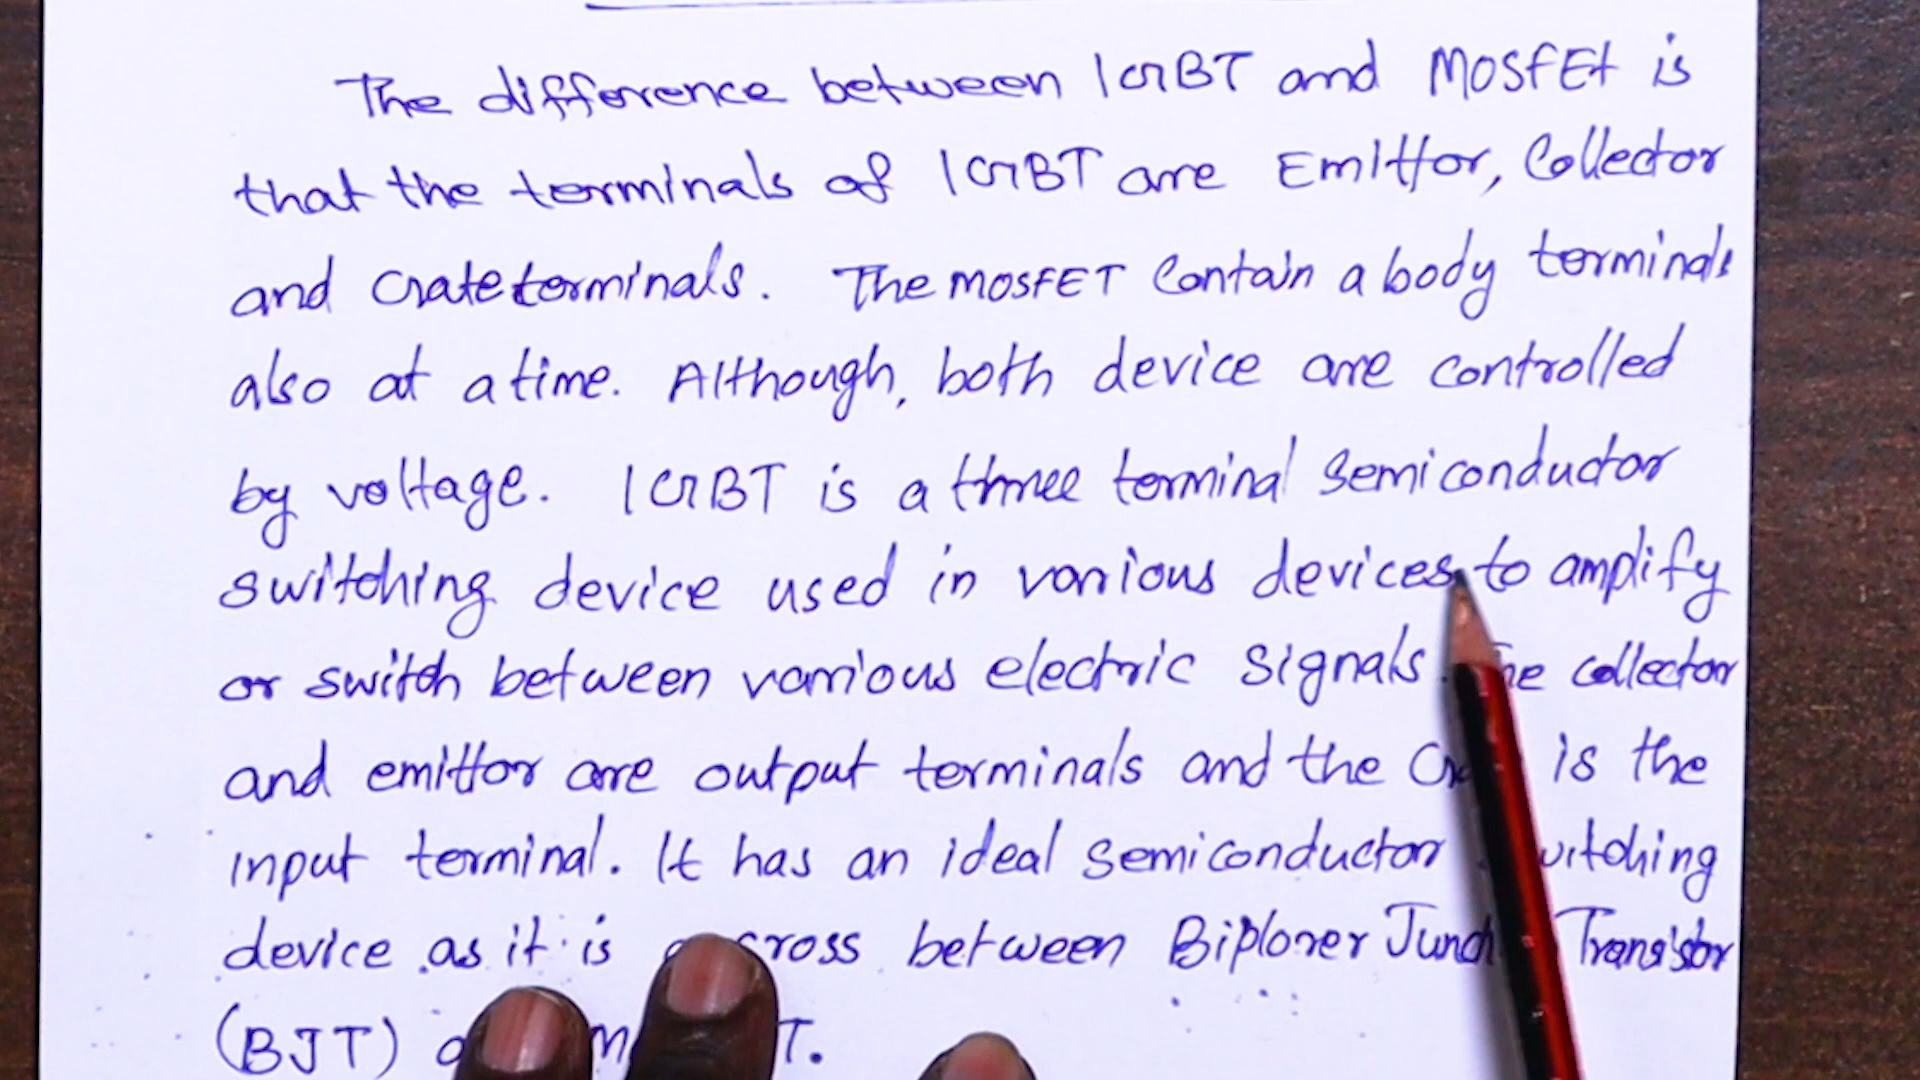 The difference between IGBT and MOSFEt is
that the terminals of IGBT are Emittor, Collector
and Gate terminals. The MOSFET Contain a body terminals
also at a time. Although, both device are controlled
by voltage. IGBT is a three terminal Semiconductor
switching device used in various devices to amplify
or switch between various electric Signals. collector
and emittor are output terminals and the is the
input terminal. It has an ideal Semiconductor
device as it is between Biplorer Transistor
(BJT)